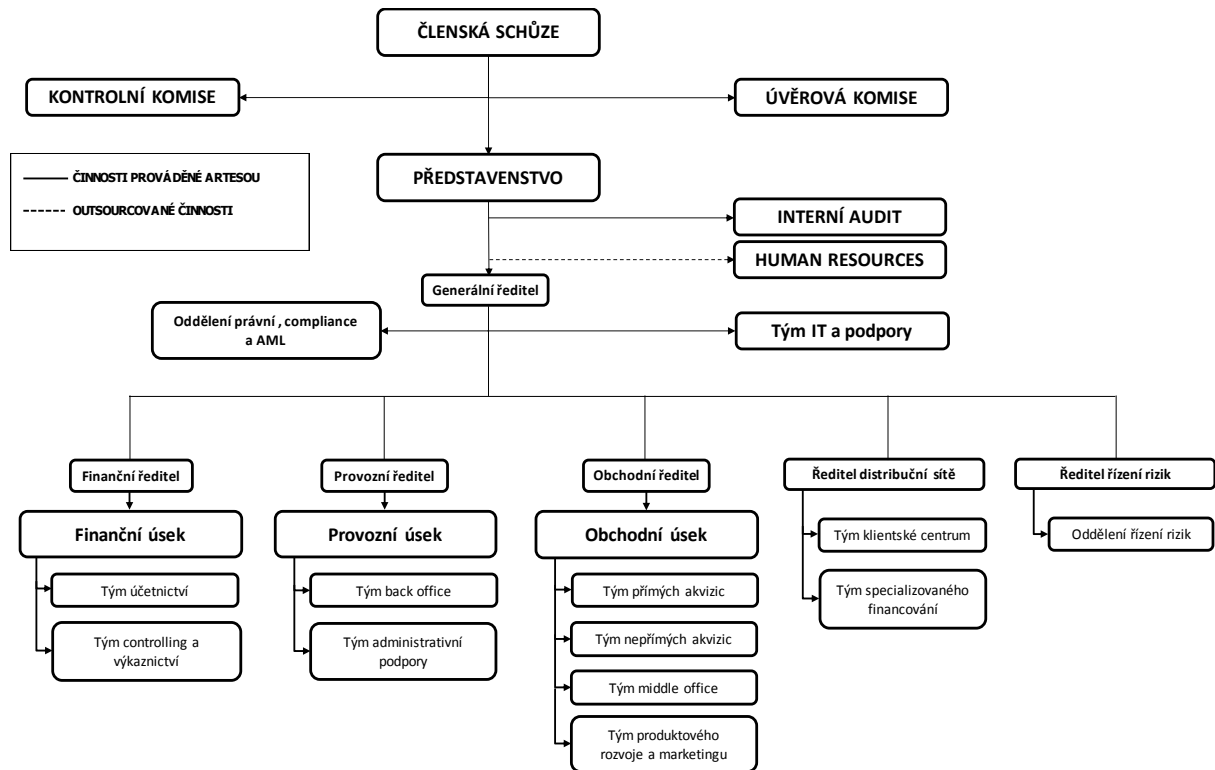 ČLENSKÁ SCHŮZE
KONTROLNÍ KOMISE
ÚVĚROVÁ KOMISE
ČINNOSTI PROVÁDĚNÉ ARTESOU
OUTSOURCOVANÉ ČINNOSTI
PŘEDSTAVENSTVO
INTERNÍ AUDIT
HUMAN RESOURCES
Generální ředitel
Oddělení právní , compliance
a AML
Tým IT a podpory
Finanční ředitel
Provozní ředitel
Obchodní ředitel
Ředitel distribuční sítě
Ředitel řízení rizik
Finanční úsek
Tým účetnictví
Tým controlling a
výkaznictví
Provozní úsek
Tým back office
Tým administrativní
podpory
Obchodní úsek
Tým přímých akvizic
Tým nepřímých akvizic
Tým middle office
Tým produktového
rozvoje a marketingu
Tým klientské centrum
Tým specializovaného
financování
Oddělení řízení rizik